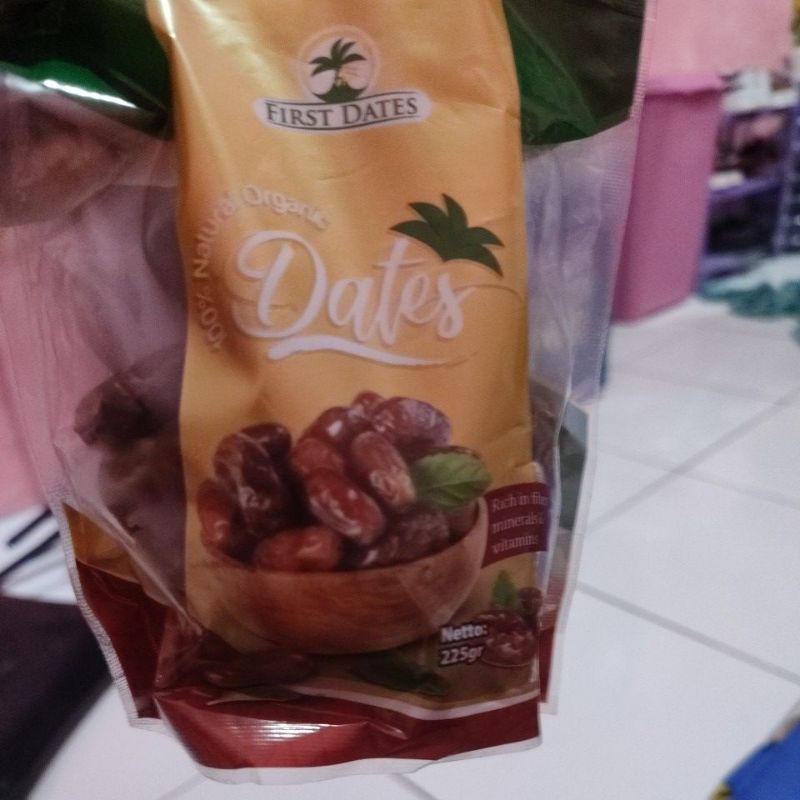 FIRST DATES
100% Natural Organic
Dates
Rich in fiber
minerals &
vitamins
Netto:
225gr